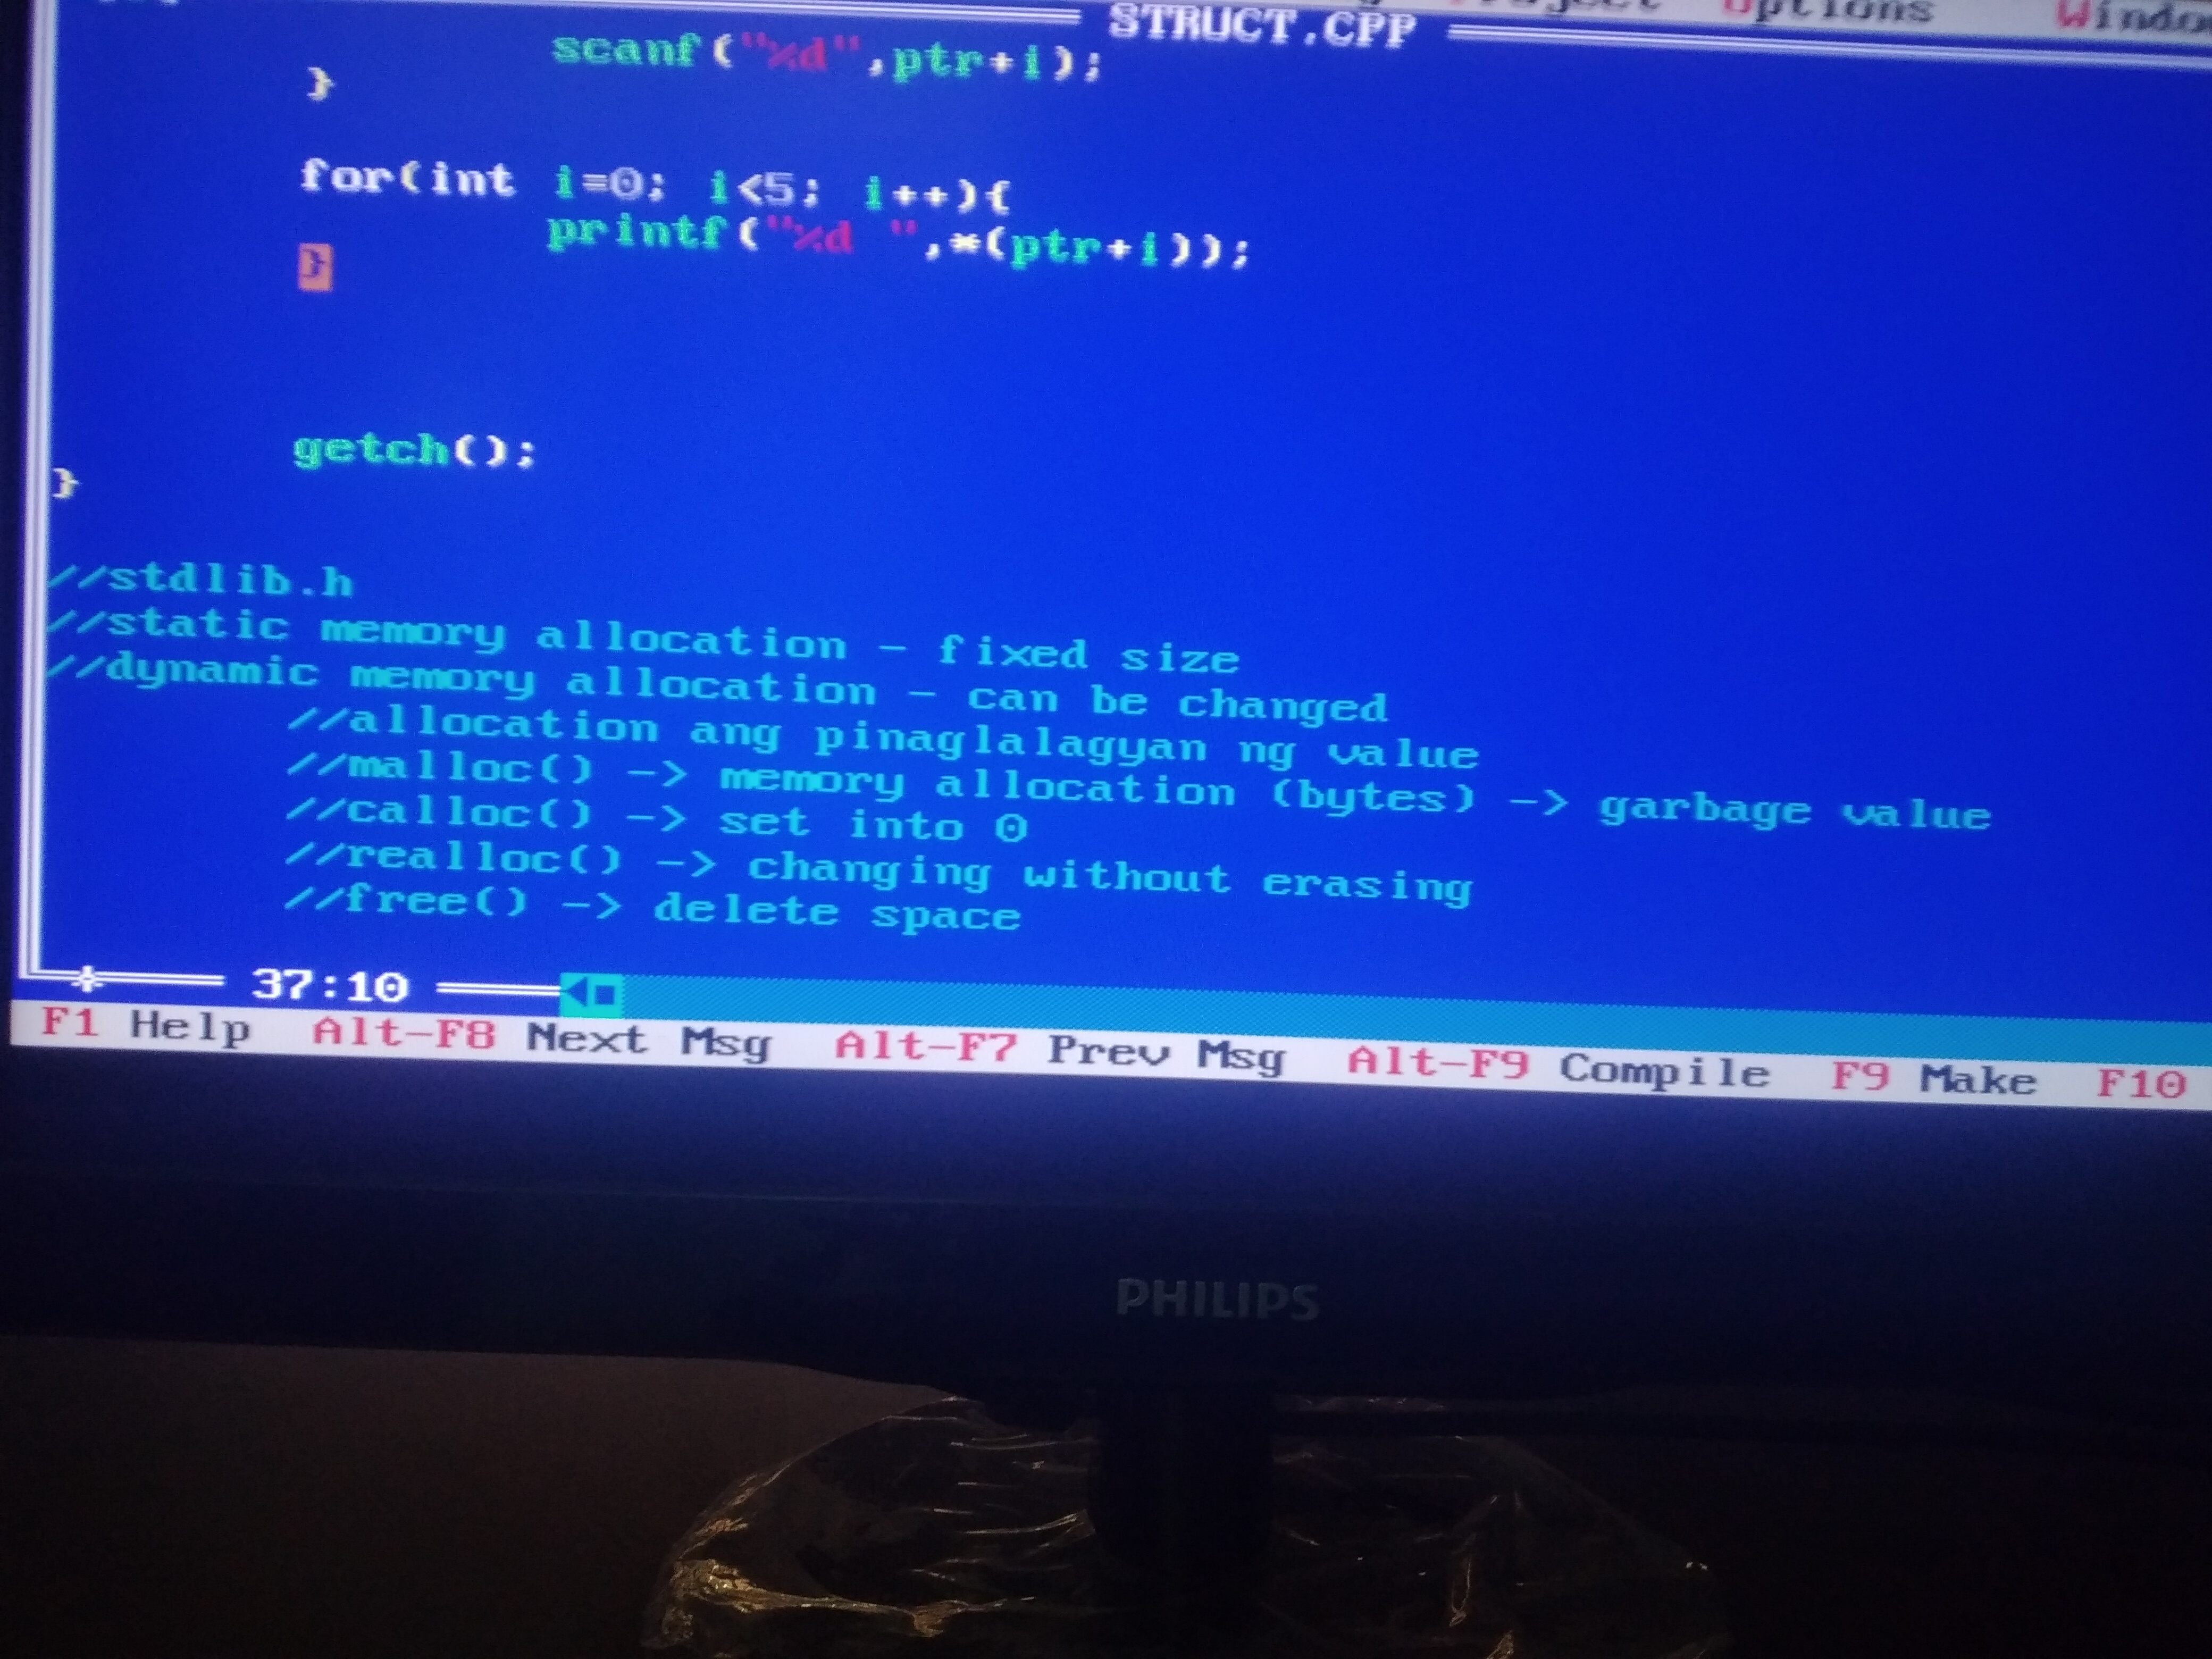 Options
STRUCT.CPP
scanf("%d",ptr+i);
}
for(int i=0; i<5; i++){
printf("%d ",*(ptr+i));
}
getch();
}
//stdlib.h
//static memory allocation - fixed size
//dynamic memory allocation - can be changed
//allocation ang pinaglalagyan ng value
//malloc() -> memory allocation (bytes) -> garbage value
//calloc() -> set into 0
//realloc() -> changing without erasing
//free() -> delete space
37:10
F1 Help Alt-F8 Next Msg Alt-F7 Prev Msg Alt-F9 Compile F9 Make F10
PHILIPS